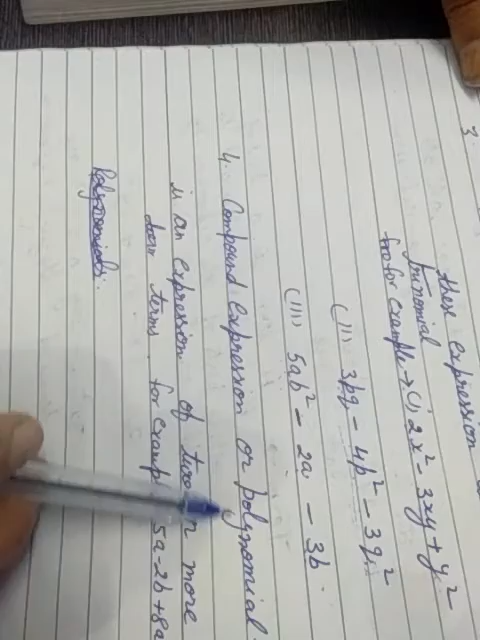 3.
these expression
trinomial
for example → (i) 2x² - 3xy + y²
(ii) 3pq - 4p² - 3q²
(iii) 5ab² - 2a - 3b
4. Compound expression or polynomial
is an expression of two or more
terms. for examp 5a-2b+8a
Polynomials.